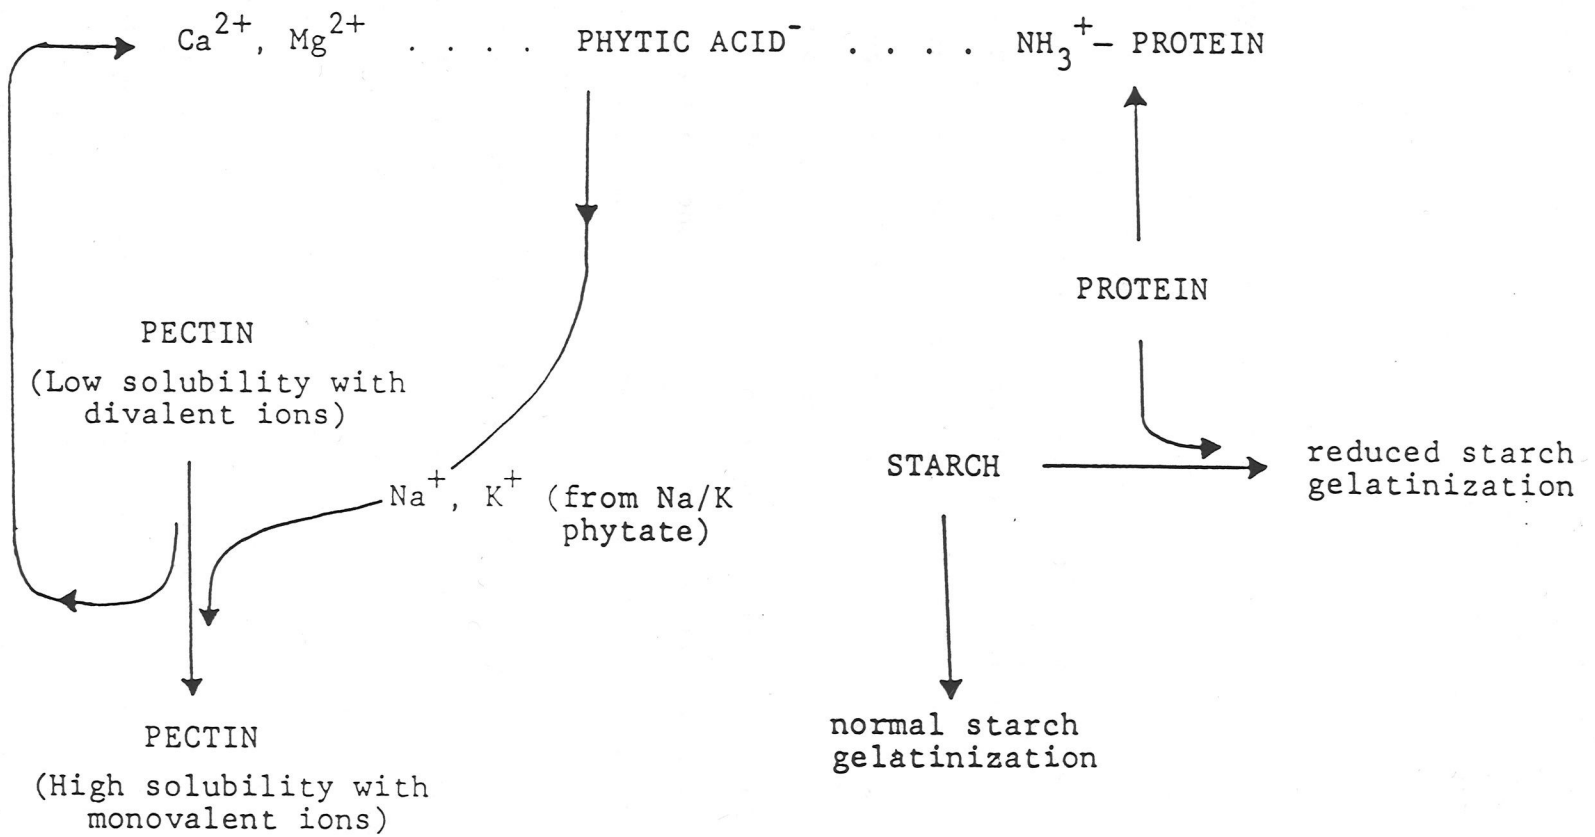 Ca²⁺, Mg²⁺ . . . . PHYTIC ACID⁻ . . . . NH₃⁺– PROTEIN
PROTEIN
PECTIN
(Low solubility with
divalent ions)
STARCH
reduced starch
gelatinization
Na⁺, K⁺ (from Na/K
phytate)
normal starch
gelatinization
PECTIN
(High solubility with
monovalent ions)